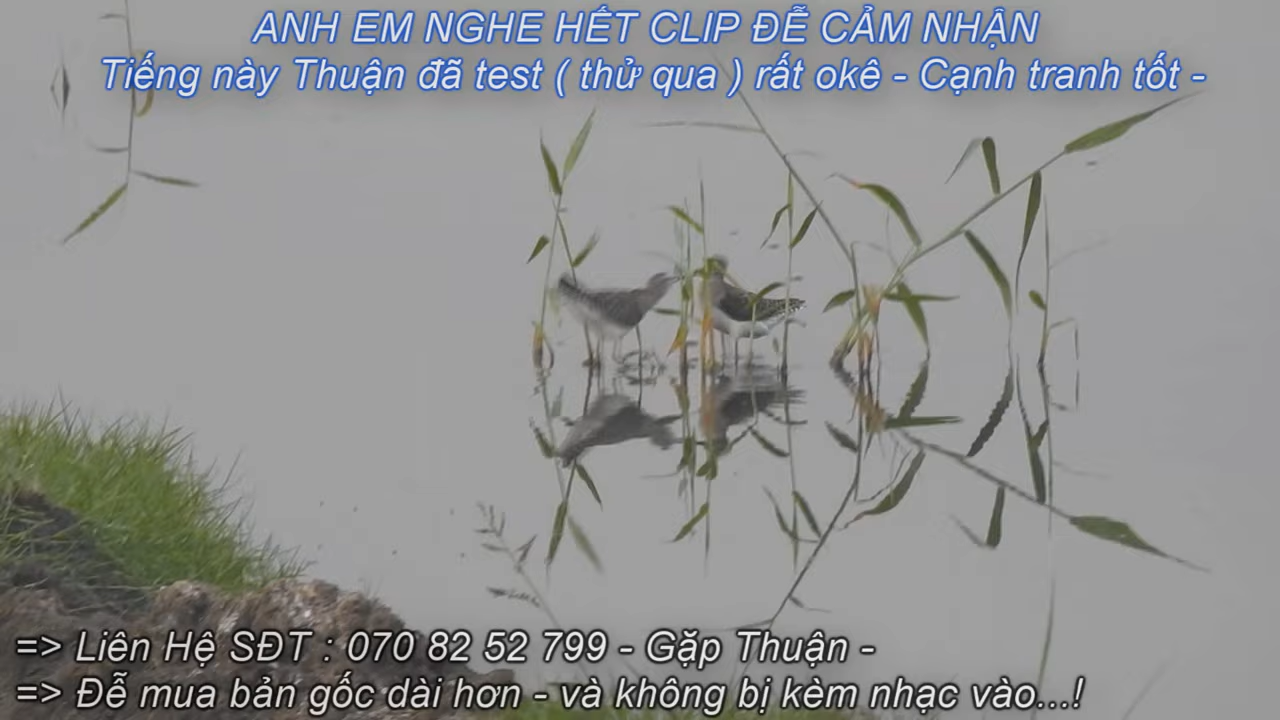 ANH EM NGHE HẾT CLIP ĐỄ CẢM NHẬN
Tiếng này Thuận đã test ( thử qua ) rất okê - Cạnh tranh tốt -
=> Liên Hệ SĐT : 070 82 52 799 - Gặp Thuận -
=> Đễ mua bản gốc dài hơn - và không bị kèm nhạc vào...!